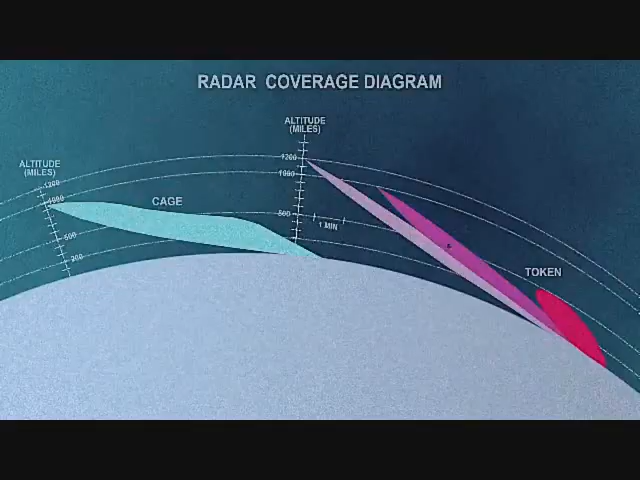 RADAR COVERAGE DIAGRAM
ALTITUDE
(MILES)
1200
1000
500
1 MIN
ALTITUDE
(MILES)
1200
1000
500
200
CAGE
TOKEN